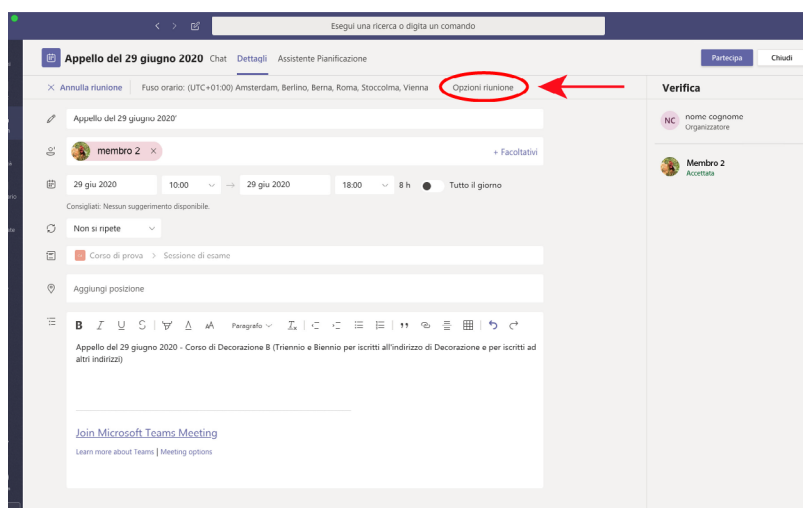 Esegui una ricerca o digita un comando
Appello del 29 giugno 2020 Chat Dettagli Assistente Pianificazione
Partecipa Chiudi
Annulla riunione Fuso orario: (UTC+01:00) Amsterdam, Berlino, Berna, Roma, Stoccolma, Vienna Opzioni riunione
Verifica
Appello del 29 giugno 2020'
NC nome cognome
Organizzatore
membro 2 × + Facoltativi
Membro 2
Accettata
29 giu 2020 10:00 → 29 giu 2020 18:00 8 h Tutto il giorno
Consigliati: Nessun suggerimento disponibile.
Non si ripete
Corso di prova > Sessione di esame
Aggiungi posizione
B I U S A AA Paragrafo
Appello del 29 giugno 2020 - Corso di Decorazione B (Triennio e Biennio per iscritti all'indirizzo di Decorazione e per iscritti ad
altri indirizzi)
Join Microsoft Teams Meeting
Learn more about Teams | Meeting options